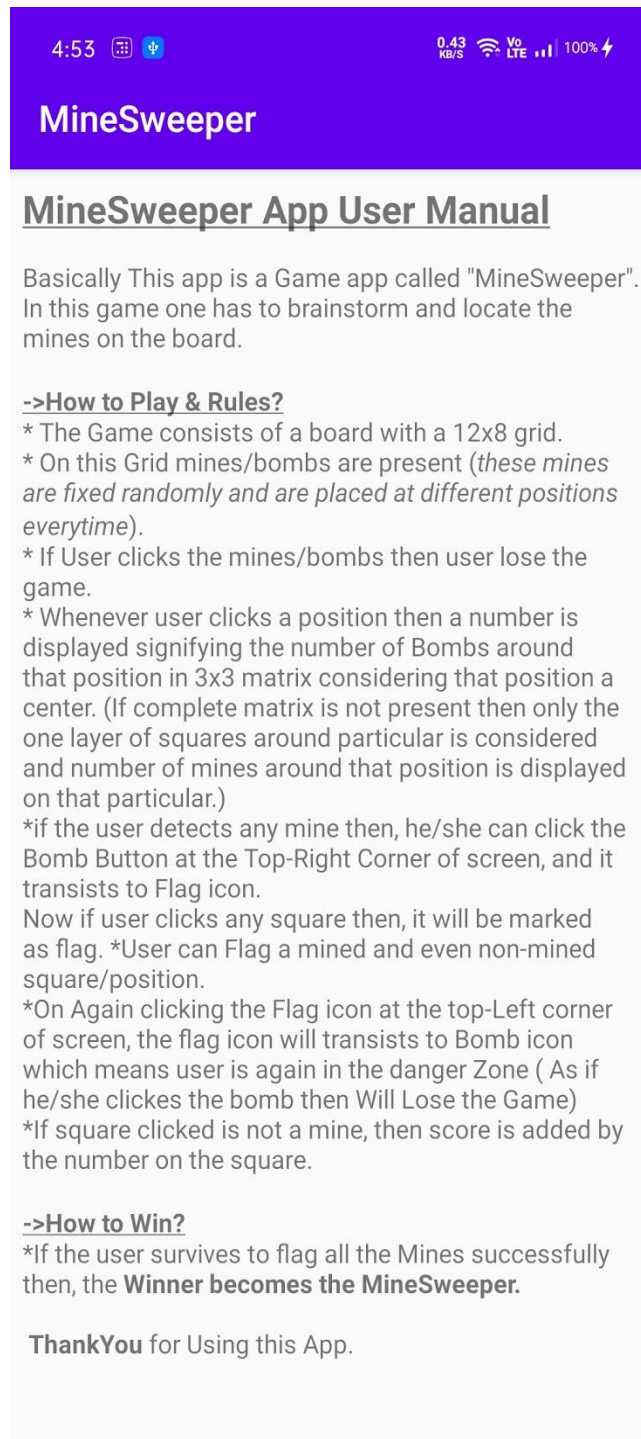 4:53 0.43 KB/S Vo LTE 100%
MineSweeper
MineSweeper App User Manual
Basically This app is a Game app called "MineSweeper".
In this game one has to brainstorm and locate the
mines on the board.
->How to Play & Rules?
* The Game consists of a board with a 12x8 grid.
* On this Grid mines/bombs are present (these mines
are fixed randomly and are placed at different positions
everytime).
* If User clicks the mines/bombs then user lose the
game.
* Whenever user clicks a position then a number is
displayed signifying the number of Bombs around
that position in 3x3 matrix considering that position a
center. (If complete matrix is not present then only the
one layer of squares around particular is considered
and number of mines around that position is displayed
on that particular.)
*if the user detects any mine then, he/she can click the
Bomb Button at the Top-Right Corner of screen, and it
transists to Flag icon.
Now if user clicks any square then, it will be marked
as flag. *User can Flag a mined and even non-mined
square/position.
*On Again clicking the Flag icon at the top-Left corner
of screen, the flag icon will transists to Bomb icon
which means user is again in the danger Zone ( As if
he/she clickes the bomb then Will Lose the Game)
*If square clicked is not a mine, then score is added by
the number on the square.
->How to Win?
*If the user survives to flag all the Mines successfully
then, the Winner becomes the MineSweeper.
ThankYou for Using this App.